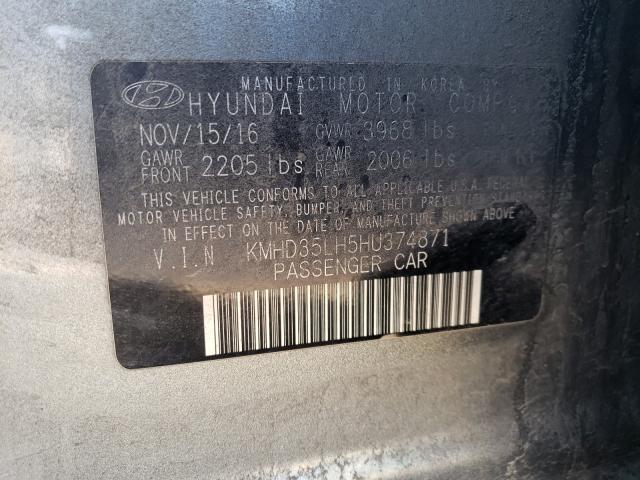 MANUFACTURED IN KOREA BY
HYUNDAI MOTOR COMPANY
NOV/15/16 GVWR 3968 lbs
GAWR FRONT 2205 lbs GAWR REAR 2006 lbs
THIS VEHICLE CONFORMS TO ALL APPLICABLE U.S.A. FEDERAL
MOTOR VEHICLE SAFETY, BUMPER, AND THEFT PREVENTION STANDARDS
IN EFFECT ON THE DATE OF MANUFACTURE SHOWN ABOVE
V.I.N KMHD35LH5HU374871
PASSENGER CAR